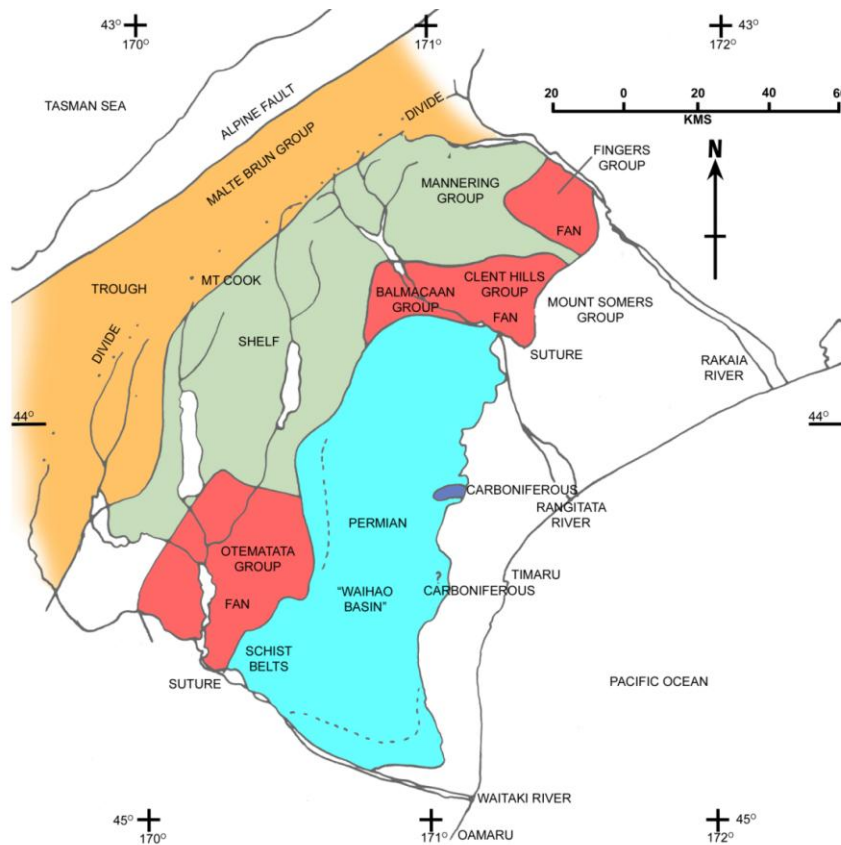 43°
170°
171°
43°
172°
TASMAN SEA
ALPINE FAULT
MALTE BRUN GROUP
DIVIDE
20 0 20 40 60
KMS
N
FINGERS
GROUP
FAN
MANNERING
GROUP
MT COOK
TROUGH
CLENT HILLS
GROUP
BALMACAAN
GROUP
FAN
MOUNT SOMERS
GROUP
DIVIDE
SHELF
SUTURE
RAKAIA
RIVER
44°
44°
CARBONIFEROUS
RANGITATA
RIVER
PERMIAN
OTEMATATA
GROUP
FAN
"WAIHAO
BASIN"
?
CARBONIFEROUS
TIMARU
SCHIST
BELTS
SUTURE
PACIFIC OCEAN
WAITAKI RIVER
45°
170°
171°
OAMARU
45°
172°